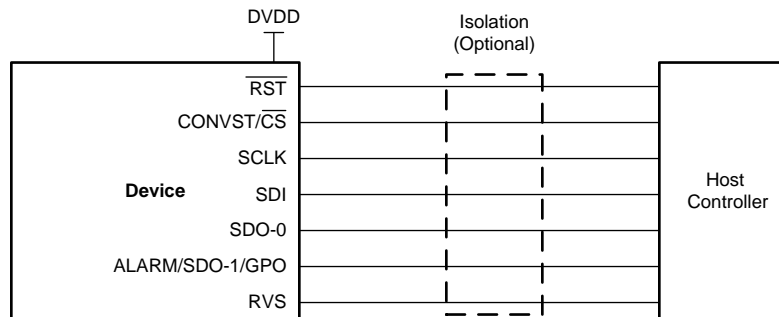 DVDD
Isolation
(Optional)
RST
CONVST/CS
SCLK
Device
SDI
SDO-0
ALARM/SDO-1/GPO
RVS
Host
Controller